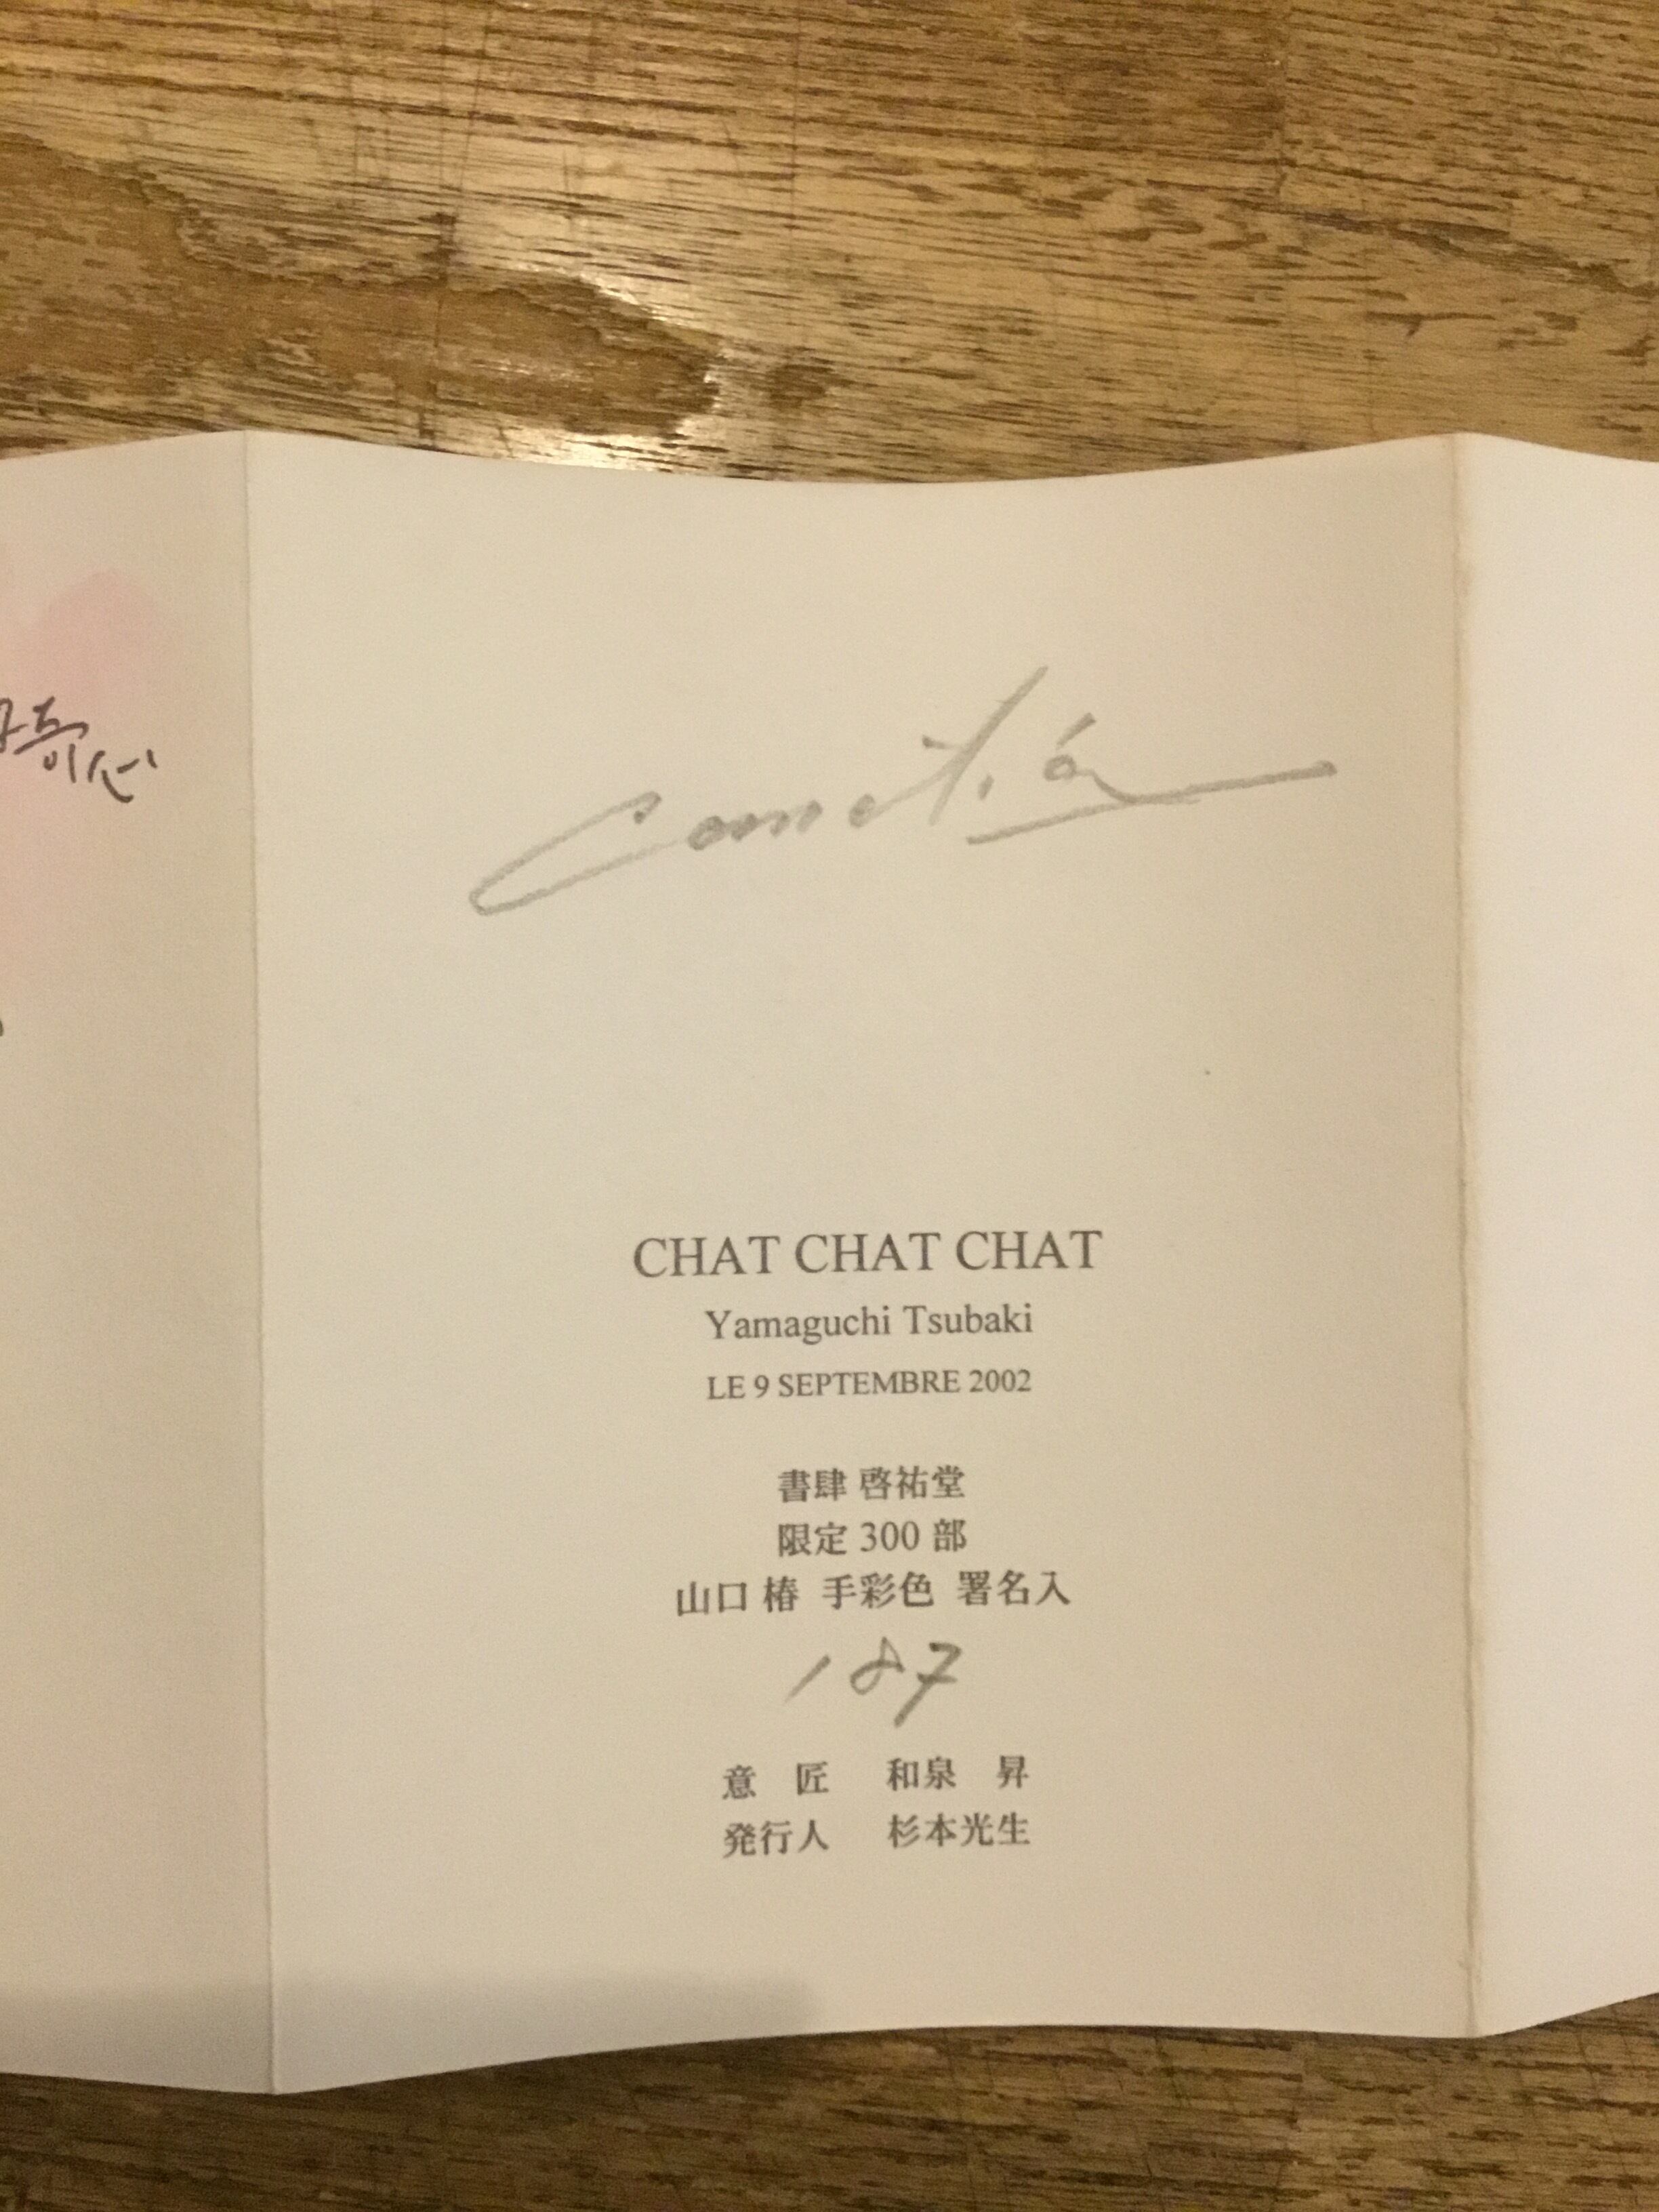 CHAT CHAT CHAT
Yamaguchi Tsubaki
LE 9 SEPTEMBRE 2002
書肆 啓祐堂
限定 300 部
山口 椿 手彩色 署名入
187
意 匠 和泉 昇
発行人 杉本光生